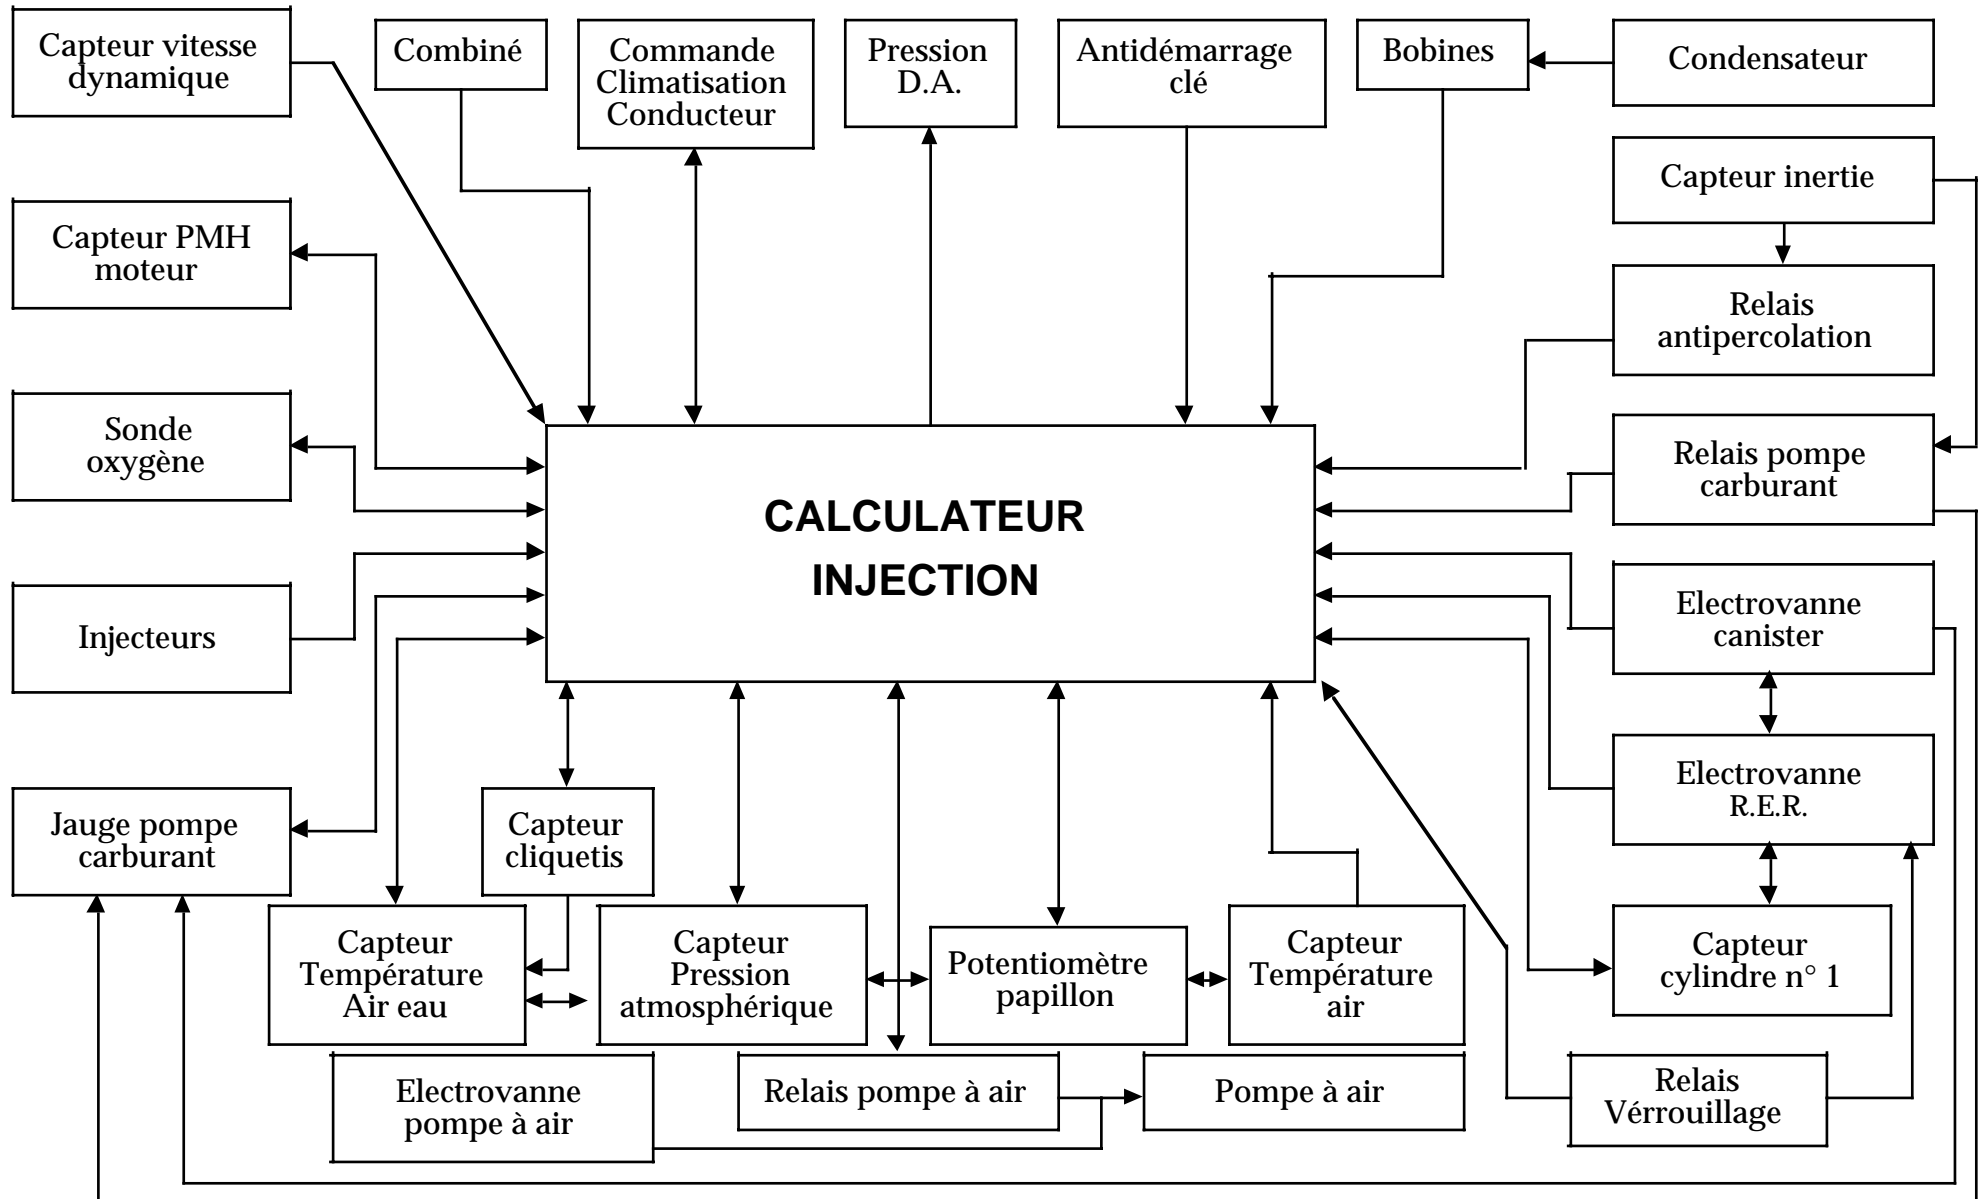 Capteur vitesse
dynamique
Combiné
Commande
Climatisation
Conducteur
Pression
D.A.
Antidémarrage
clé
Bobines
Condensateur
Capteur inertie
Capteur PMH
moteur
Relais
antipercolation
Sonde
oxygène
Relais pompe
carburant
CALCULATEUR
INJECTION
Injecteurs
Electrovanne
canister
Electrovanne
R.E.R.
Jauge pompe
carburant
Capteur
cliquetis
Capteur
Température
Air eau
Capteur
Pression
atmosphérique
Potentiomètre
papillon
Capteur
Température
air
Capteur
cylindre n° 1
Electrovanne
pompe à air
Relais pompe à air
Pompe à air
Relais
Vérrouillage